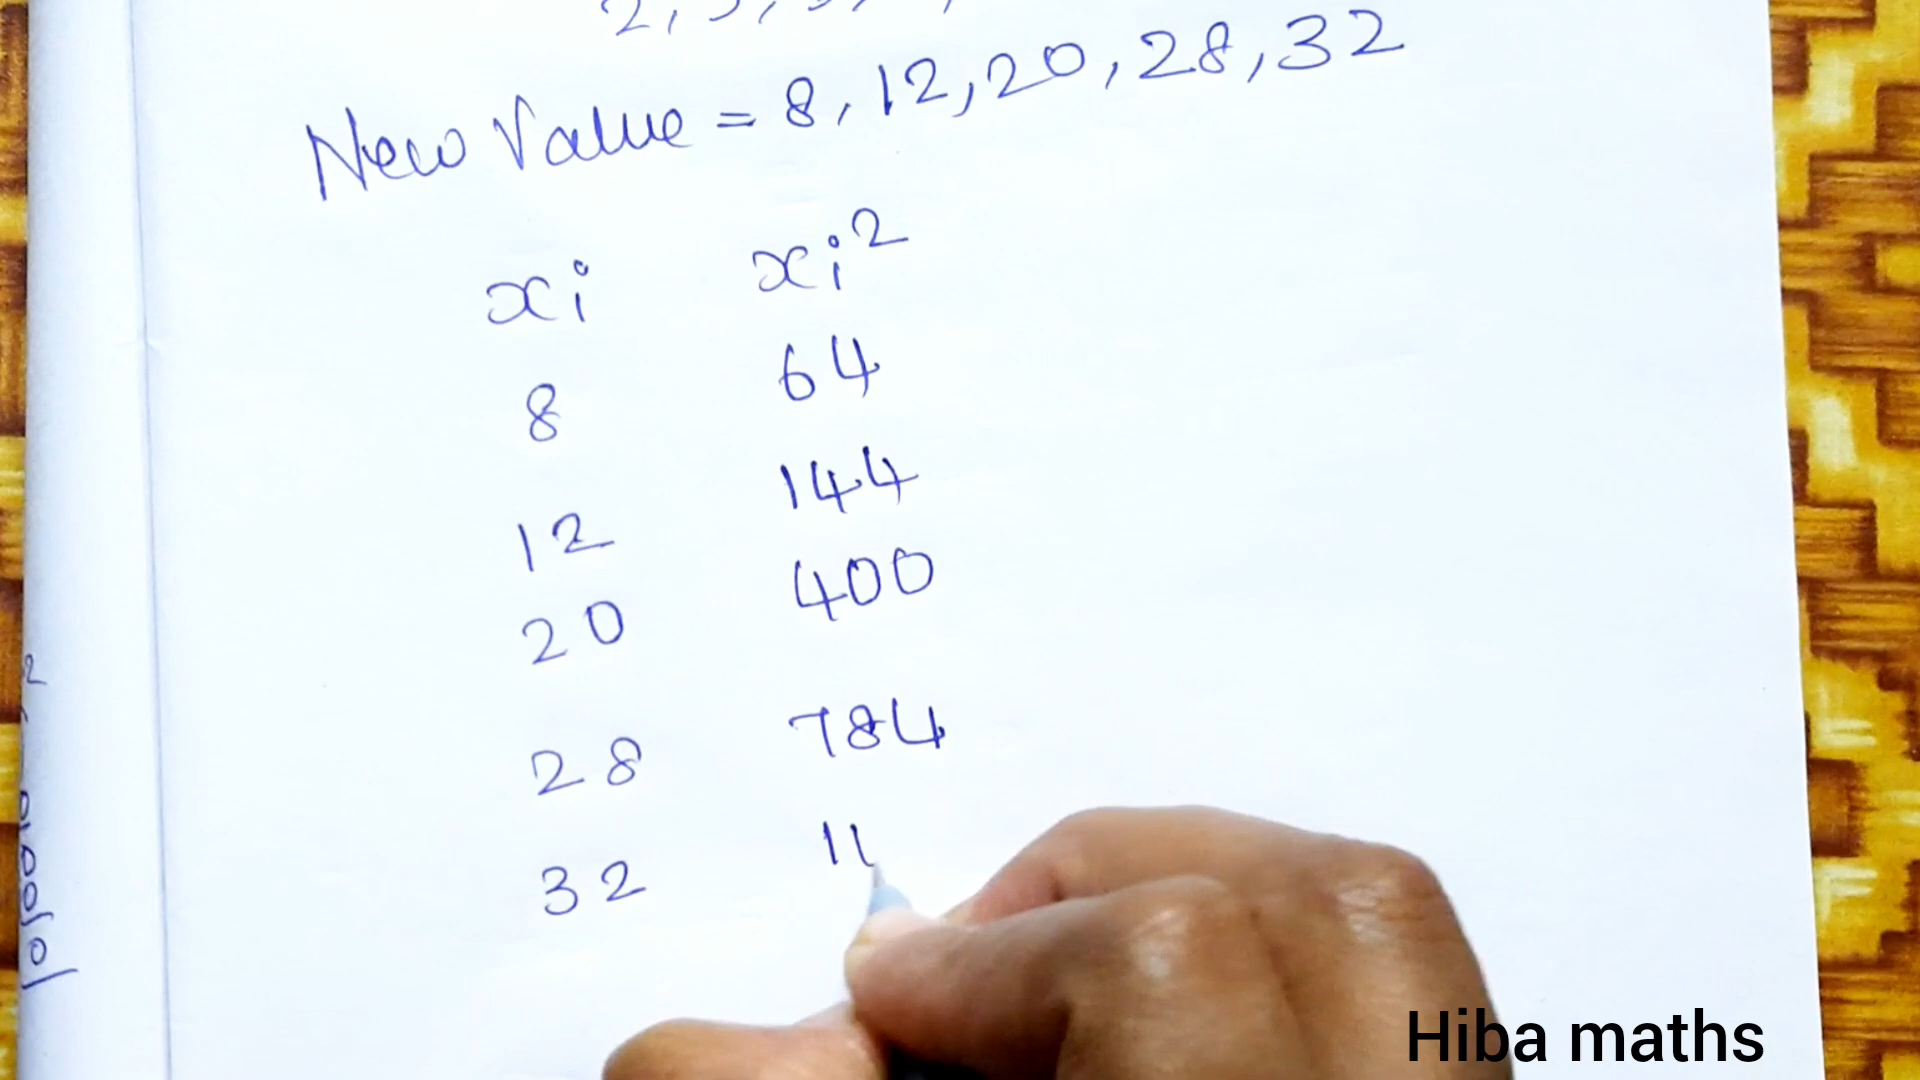 New Value = 8, 12, 20, 28, 32
xi xi²
8 64
12 144
20 400
28 784
32
Hiba maths